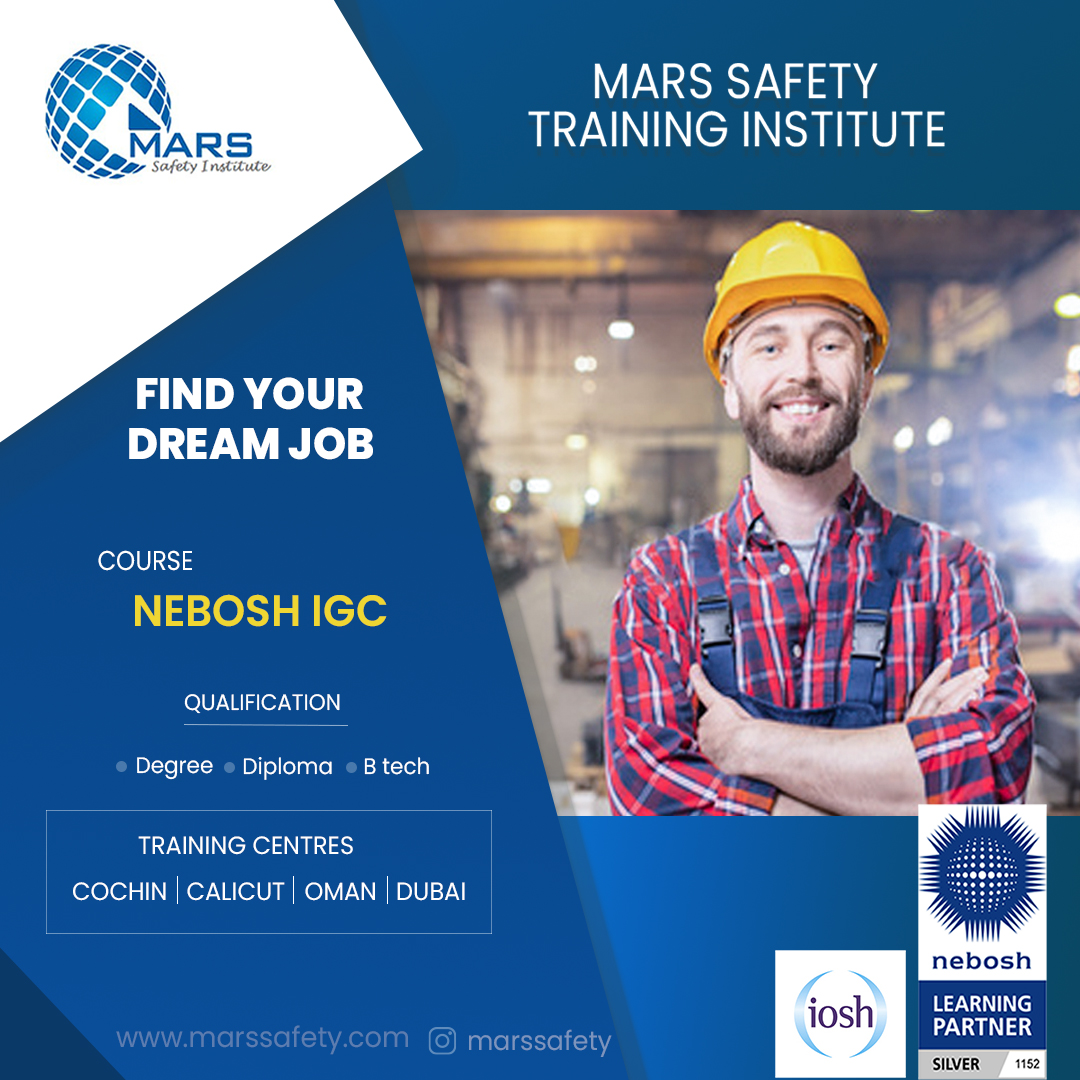 MARS
Safety Institute
MARS SAFETY
TRAINING INSTITUTE
FIND YOUR
DREAM JOB
COURSE
NEBOSH IGC
QUALIFICATION
Degree Diploma B tech
TRAINING CENTRES
COCHIN | CALICUT | OMAN | DUBAI
www.marssafety.com marssafety
iosh
nebosh
LEARNING
PARTNER
SILVER 1152